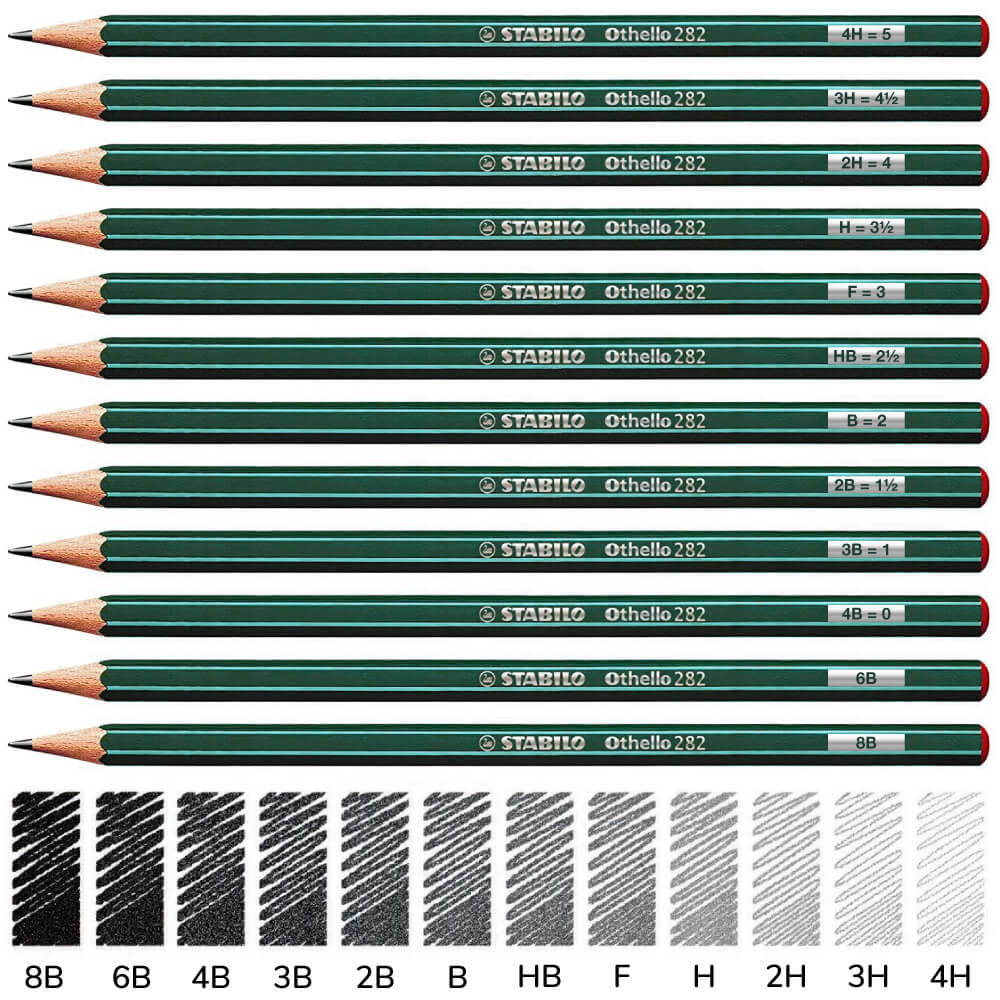 STABILO Othello 282 4H = 5
STABILO Othello 282 3H = 4½
STABILO Othello 282 2H = 4
STABILO Othello 282 H = 3½
STABILO Othello 282 F = 3
STABILO Othello 282 HB = 2½
STABILO Othello 282 B = 2
STABILO Othello 282 2B = 1½
STABILO Othello 282 3B = 1
STABILO Othello 282 4B = 0
STABILO Othello 282 6B
STABILO Othello 282 8B
8B 6B 4B 3B 2B B HB F H 2H 3H 4H